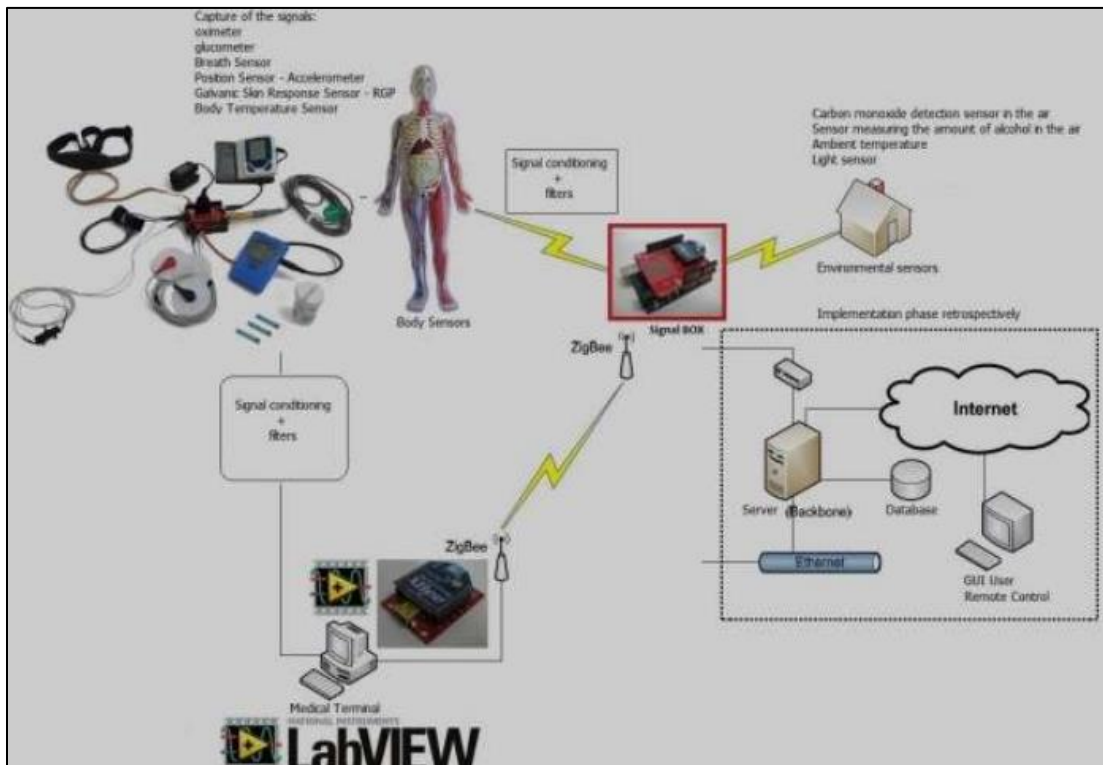 Capture of the signals:
oximeter
glucometer
Breath Sensor
Position Sensor - Accelerometer
Galvanic Skin Response Sensor - RGP
Body Temperature Sensor
Carbon monoxide detection sensor in the air
Sensor measuring the amount of alcohol in the air
Ambient temperature
Light sensor
Signal conditioning
+
filters
Environmental sensors
Body Sensors
Signal BOX
Implementation phase retrospectively
ZigBee
Signal conditioning
+
filters
Internet
Server (Backbone)
Database
ZigBee
Ethernet
GUI User
Remote Control
Medical Terminal
NATIONAL INSTRUMENTS
LabVIEW